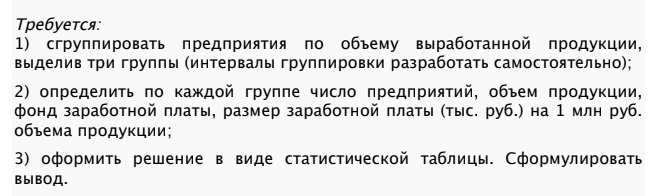 Требуется:
1) сгруппировать предприятия по объему выработанной продукции,
выделив три группы (интервалы группировки разработать самостоятельно);
2) определить по каждой группе число предприятий, объем продукции,
фонд заработной платы, размер заработной платы (тыс. руб.) на 1 млн руб.
объема продукции;
3) оформить решение в виде статистической таблицы. Сформулировать
вывод.